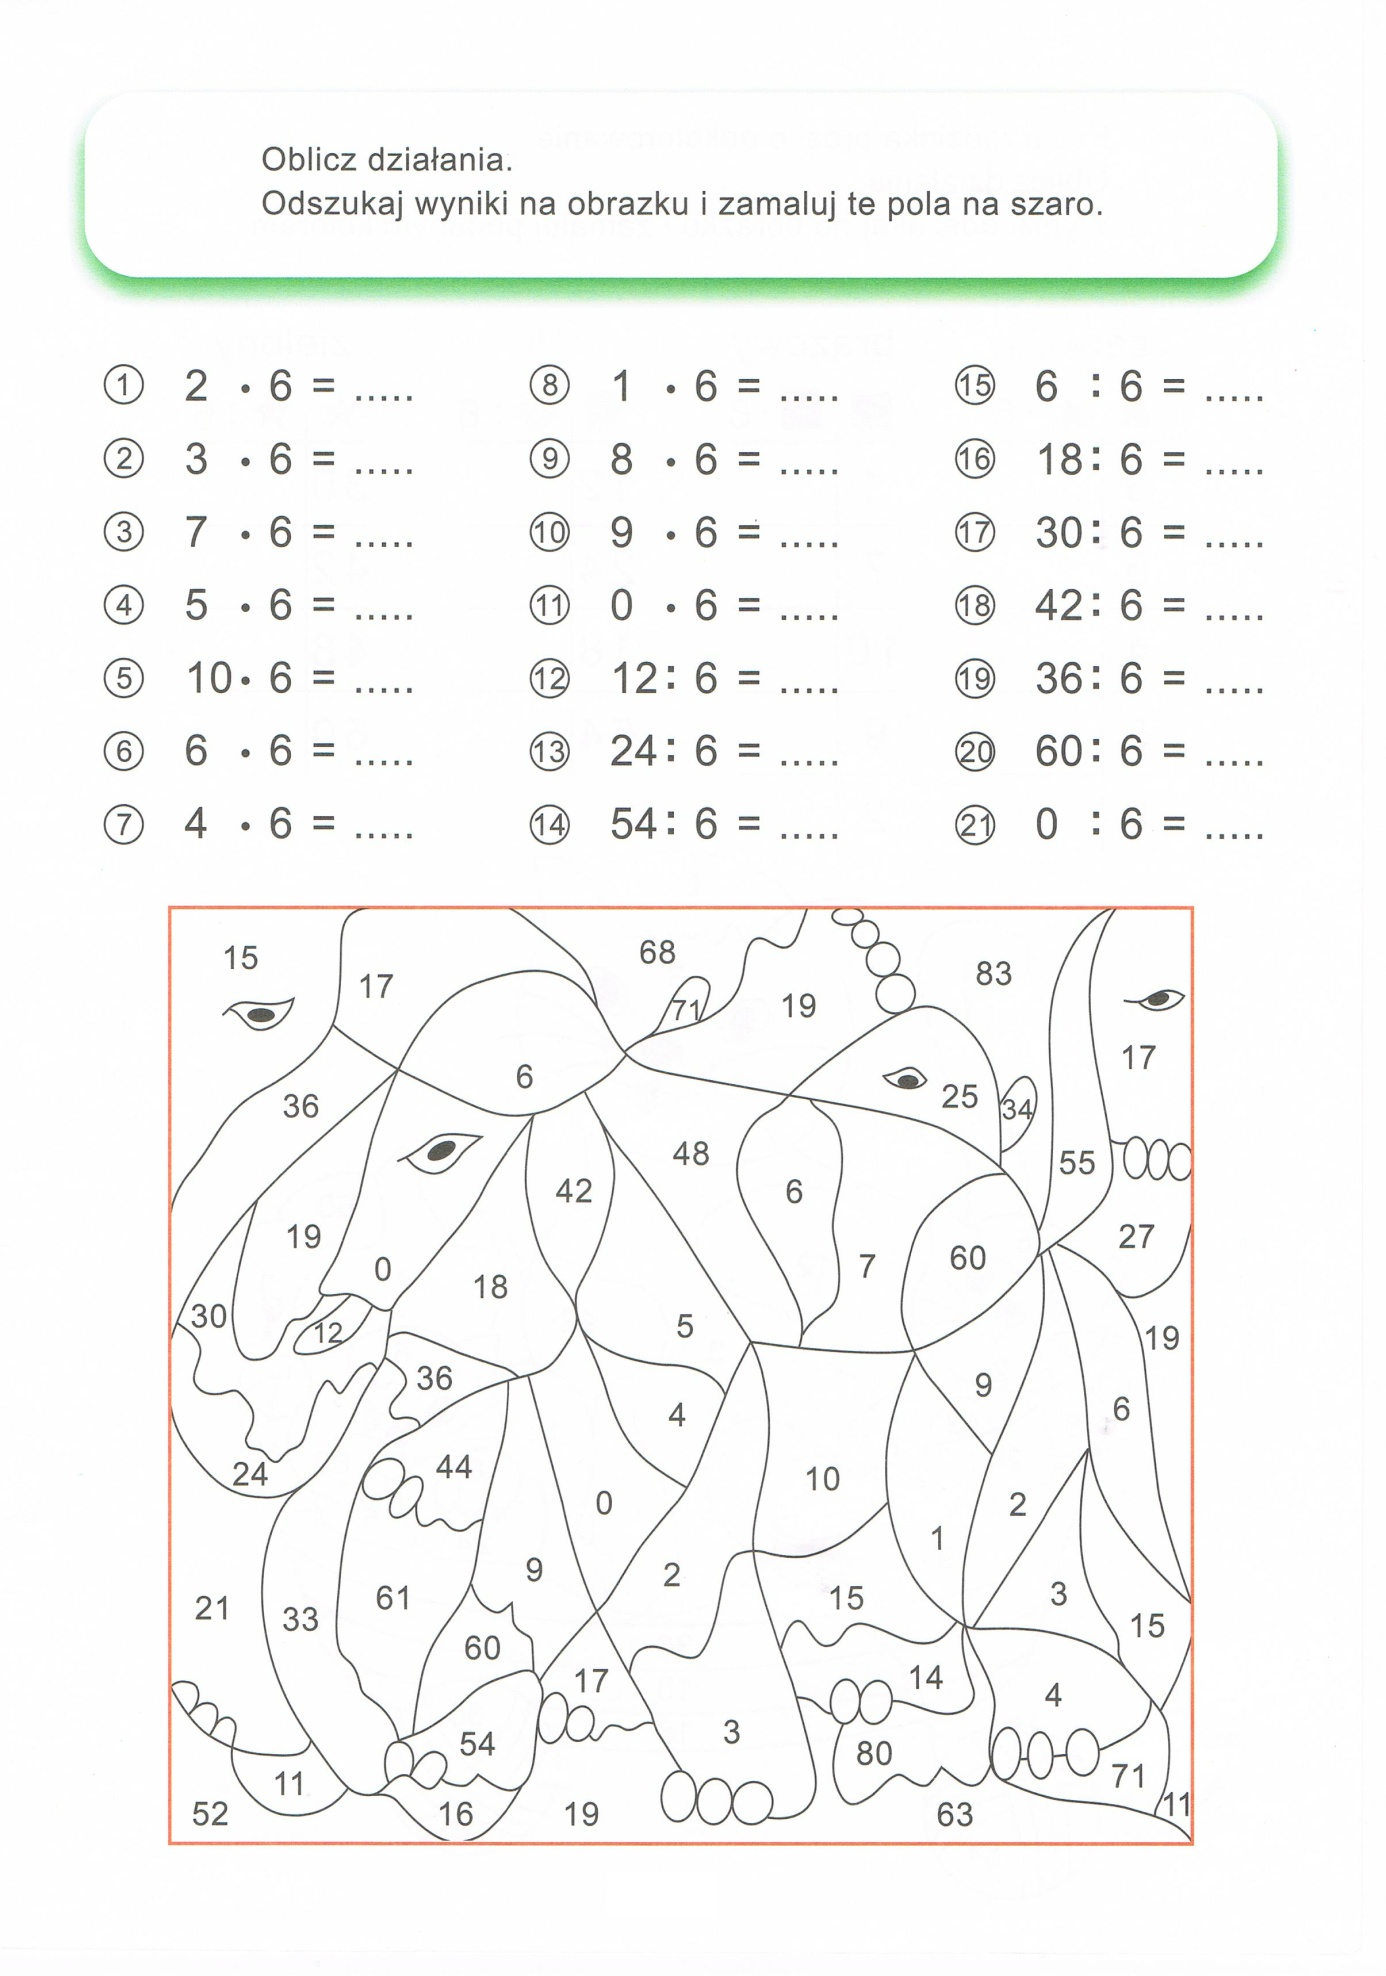 Oblicz działania.
Odszukaj wyniki na obrazku i zamaluj te pola na szaro.
① 2 · 6 = .....
② 3 · 6 = .....
③ 7 · 6 = .....
④ 5 · 6 = .....
⑤ 10 · 6 = .....
⑥ 6 · 6 = .....
⑦ 4 · 6 = .....
⑧ 1 · 6 = .....
⑨ 8 · 6 = .....
⑩ 9 · 6 = .....
⑪ 0 · 6 = .....
⑫ 12 : 6 = .....
⑬ 24 : 6 = .....
⑭ 54 : 6 = .....
⑮ 6 : 6 = .....
⑯ 18 : 6 = .....
⑰ 30 : 6 = .....
⑱ 42 : 6 = .....
⑲ 36 : 6 = .....
⑳ 60 : 6 = .....
㉑ 0 : 6 = .....
15
17
68
71
19
83
17
6
36
25
34
48
55
42
6
19
27
0
18
7
60
30
12
5
19
36
4
9
6
24
44
0
10
2
1
9
2
21
33
61
15
3
15
60
17
14
4
54
3
80
71
11
52
16
19
63
11